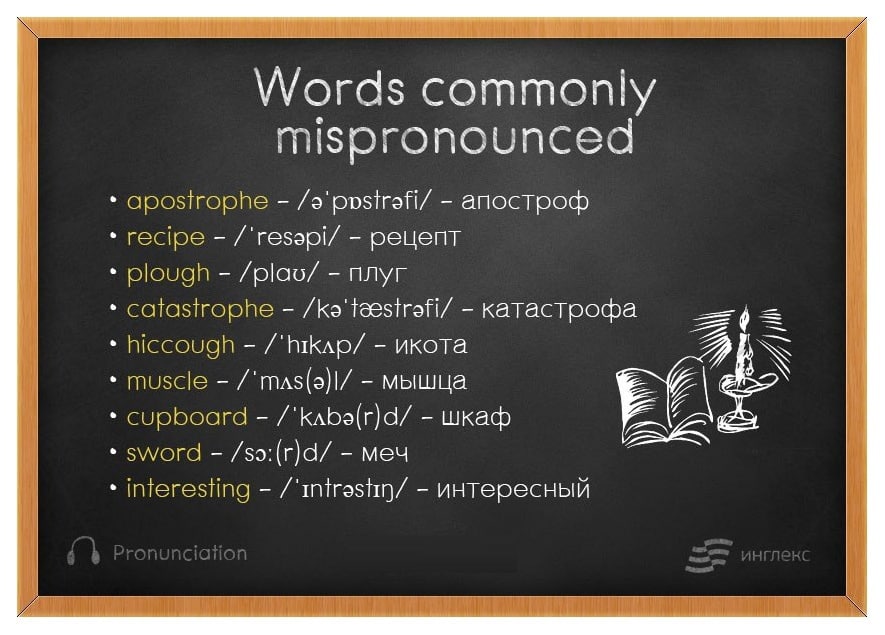 Words commonly
mispronounced
• apostrophe – /əˈpɒstrəfi/ – апостроф
• recipe – /ˈresəpi/ – рецепт
• plough – /plaʊ/ – плуг
• catastrophe – /kəˈtæstrəfi/ – катастрофа
• hiccough – /ˈhɪkʌp/ – икота
• muscle – /ˈmʌs(ə)l/ – мышца
• cupboard – /ˈkʌbə(r)d/ – шкаф
• sword – /sɔː(r)d/ – меч
• interesting – /ˈɪntrəstɪŋ/ – интересный
Pronunciation
инглекс